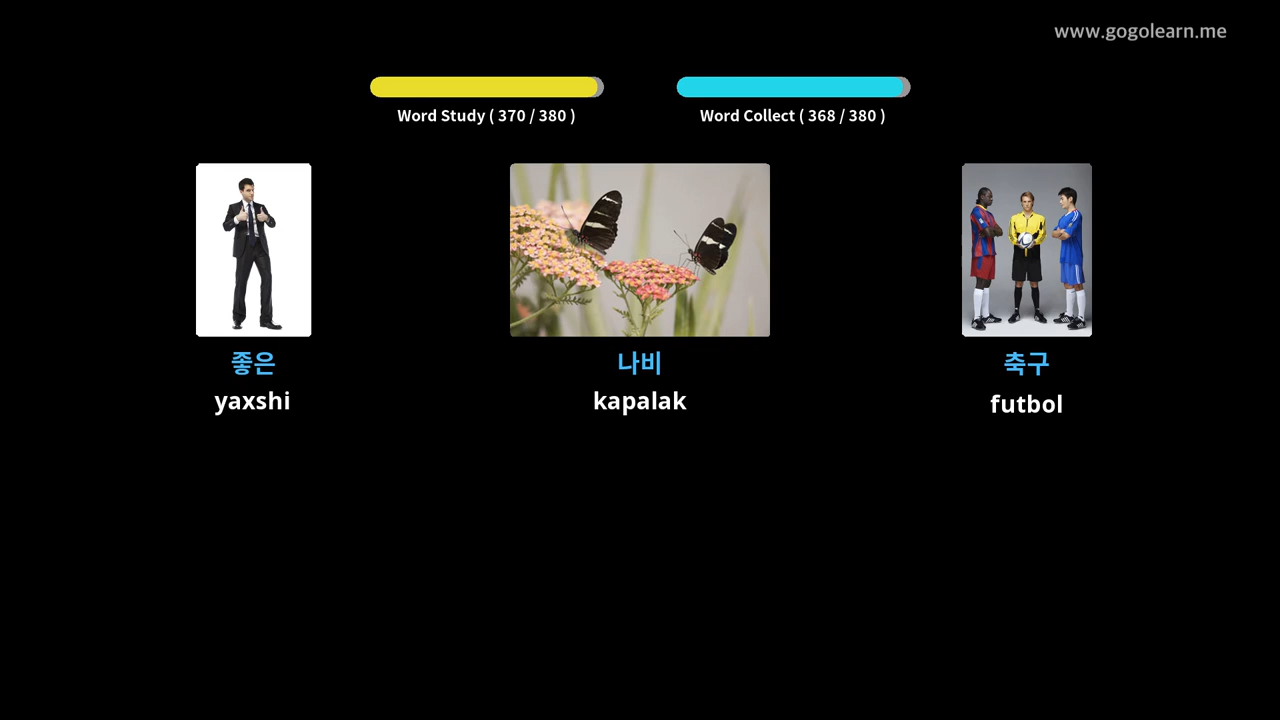 www.gogolearn.me
Word Study ( 370 / 380 )
Word Collect ( 368 / 380 )
좋은
yaxshi
나비
kapalak
축구
futbol